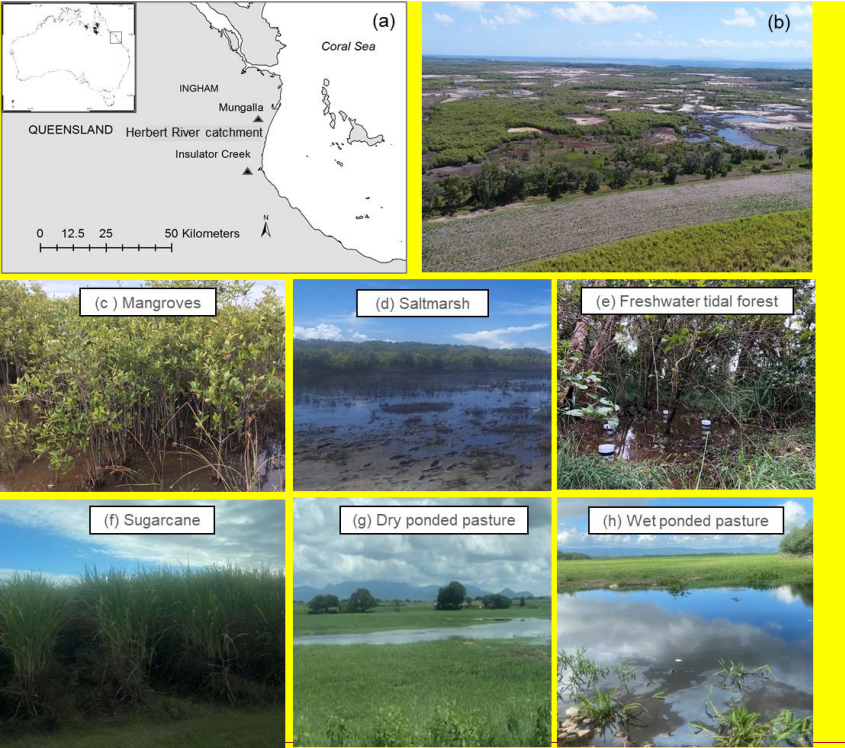 (a)
Coral Sea
INGHAM
Mungalla
QUEENSLAND
Herbert River catchment
Insulator Creek
N
0 12.5 25 50 Kilometers
(b)
(c ) Mangroves
(d) Saltmarsh
(e) Freshwater tidal forest
(f) Sugarcane
(g) Dry ponded pasture
(h) Wet ponded pasture